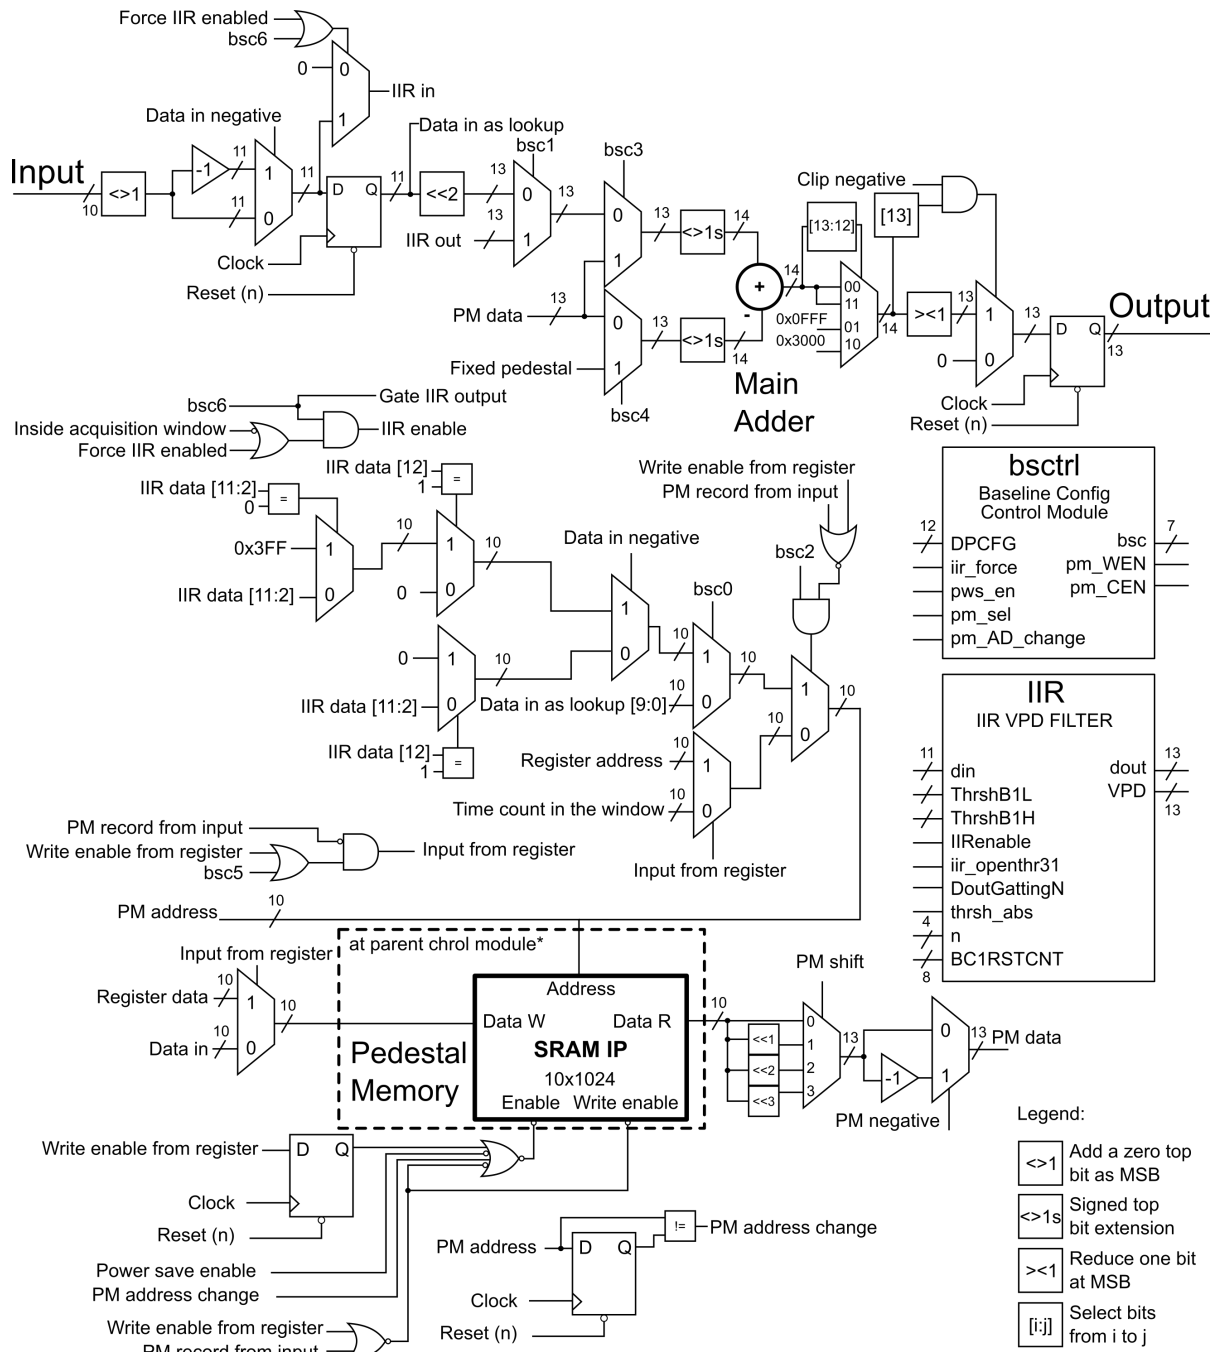 Force IIR enabled
bsc6
0
0
IIR in
1
Data in negative
Data in as lookup
bsc1
bsc3
Input
10
<>1
-1
11
11
1
0
11
D
Q
11
<<2
13
13
0
1
13
IIR out
Clock
Reset (n)
0
1
13
<>1s
14
Clip negative
[13:12]
[13]
+
-
14
00
11
01
10
0x0FFF
0x3000
14
><1
13
1
0
0
13
D
Q
Output
13
Clock
Reset (n)
PM data
13
0
1
13
<>1s
14
Fixed pedestal
bsc4
Main
Adder
bsc6
Gate IIR output
Inside acquisition window
Force IIR enabled
IIR enable
IIR data [12]
1
=
IIR data [11:2]
0
=
0x3FF
1
IIR data [11:2]
0
10
1
0
0
10
0
1
IIR data [11:2]
0
10
IIR data [12]
1
=
Data in negative
1
0
10
bsc0
1
0
10
Data in as lookup [9:0]
10
Write enable from register
PM record from input
bsc2
1
0
10
10
Register address
10
1
Time count in the window
10
0
Input from register
bsctrl
Baseline Config
Control Module
12
DPCFG
iir_force
pws_en
pm_sel
pm_AD_change
bsc
7
pm_WEN
pm_CEN
IIR
IIR VPD FILTER
11
din
ThrshB1L
ThrshB1H
IIRenable
iir_openthr31
DoutGattingN
thrsh_abs
4
n
BC1RSTCNT
8
dout
13
VPD
13
PM record from input
Write enable from register
bsc5
Input from register
PM address
10
Input from register
Register data
10
1
Data in
10
0
10
at parent chrol module*
Pedestal
Memory
Address
Data W
Data R
SRAM IP
10x1024
Enable
Write enable
10
PM shift
<<1
<<2
<<3
0
1
2
3
13
-1
0
1
13
PM data
PM negative
Write enable from register
D
Q
Clock
Reset (n)
Power save enable
PM address change
Write enable from register
PM record from input
PM address
D
Q
!=
PM address change
Clock
Reset (n)
Legend:
<>1
Add a zero top
bit as MSB
<>1s
Signed top
bit extension
><1
Reduce one bit
at MSB
[i:j]
Select bits
from i to j